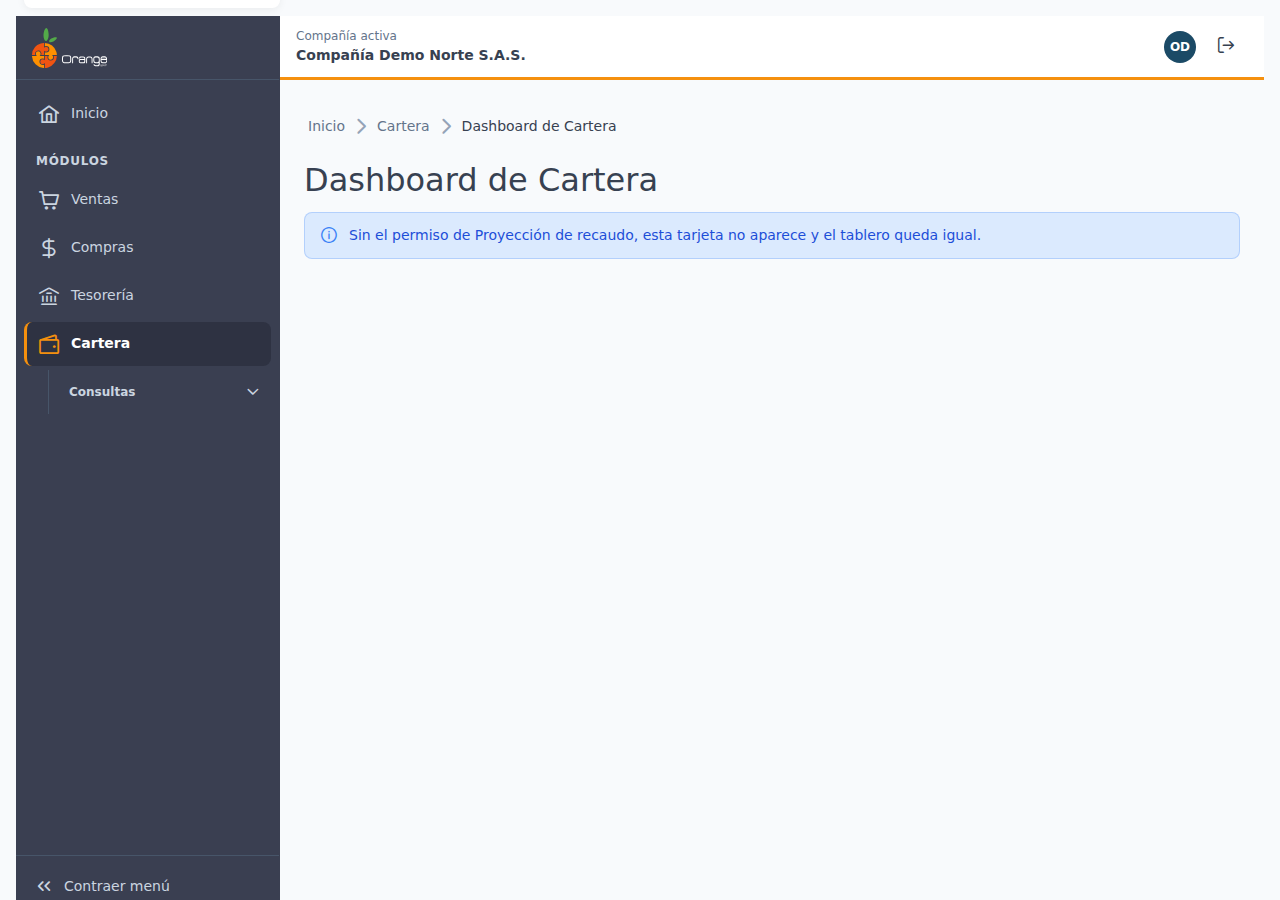 Orange
Compañía activa
Compañía Demo Norte S.A.S.
OD
Inicio
MÓDULOS
Ventas
Compras
Tesorería
Cartera
Consultas
Contraer menú
Inicio Cartera Dashboard de Cartera
Dashboard de Cartera
Sin el permiso de Proyección de recaudo, esta tarjeta no aparece y el tablero queda igual.